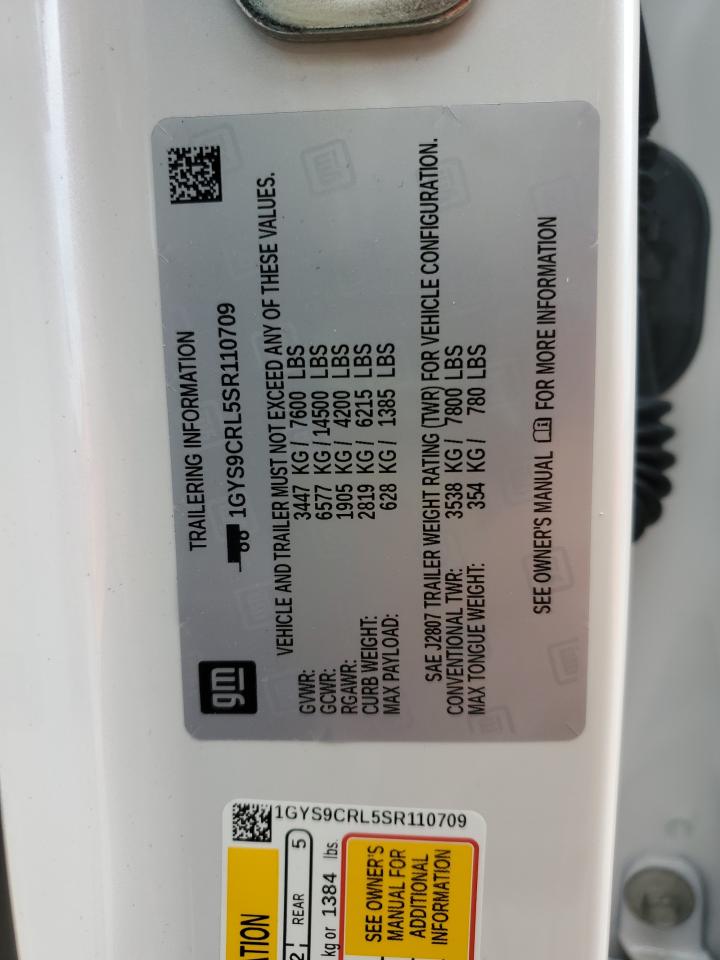 gm
TRAILERING INFORMATION
1GYS9CRL5SR110709
VEHICLE AND TRAILER MUST NOT EXCEED ANY OF THESE VALUES.
GVWR: 3447 KG / 7600 LBS
GCWR: 6577 KG / 14500 LBS
RGAWR: 1905 KG / 4200 LBS
CURB WEIGHT: 2819 KG / 6215 LBS
MAX PAYLOAD: 628 KG / 1385 LBS
SAE J2807 TRAILER WEIGHT RATING (TWR) FOR VEHICLE CONFIGURATION.
CONVENTIONAL TWR: 3538 KG / 7800 LBS
MAX TONGUE WEIGHT: 354 KG / 780 LBS
SEE OWNER'S MANUAL FOR MORE INFORMATION
1GYS9CRL5SR110709
2 REAR 5
kg or 1384 lbs.
SEE OWNER'S
MANUAL FOR
ADDITIONAL
INFORMATION